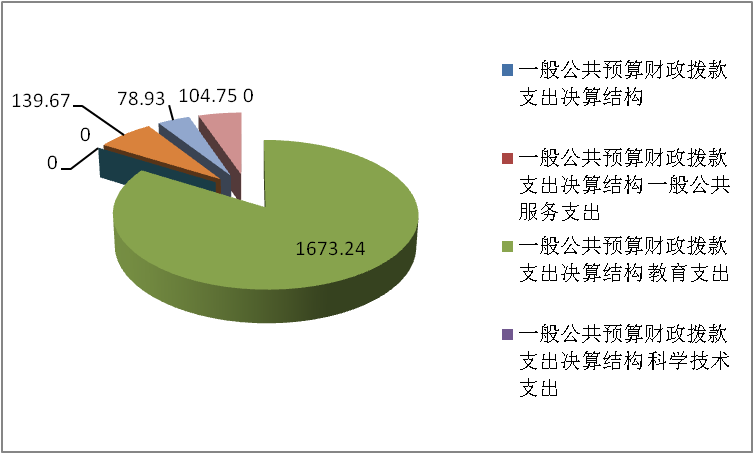 139.67
78.93
104.75 0
0
0
1673.24
一般公共预算财政拨款
支出决算结构
一般公共预算财政拨款
支出决算结构 一般公共
服务支出
一般公共预算财政拨款
支出决算结构 教育支出
一般公共预算财政拨款
支出决算结构 科学技术
支出